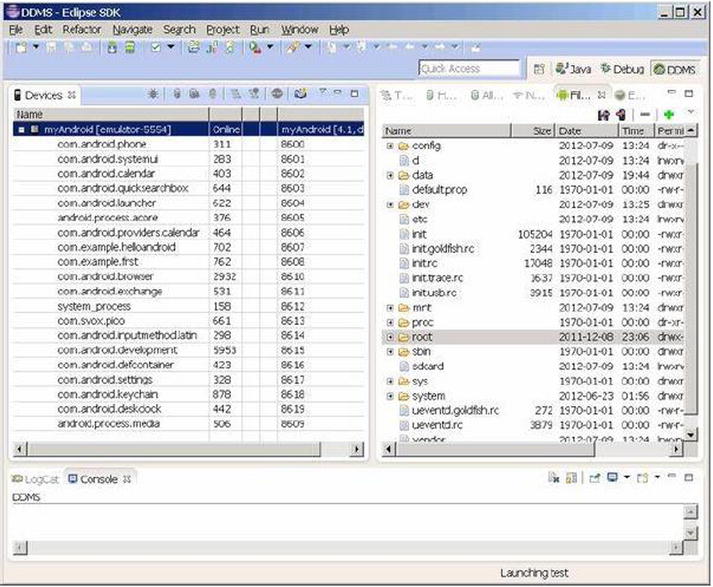 DDMS - Eclipse SDK
File Edit Refactor Navigate Search Project Run Window Help
Quick Access
Java Debug DDMS
Devices
Name
myAndroid [emulator-5554] Online myAndroid [4.1, d
com.android.phone 311 8600
com.android.systemui 283 8601
com.android.calendar 403 8602
com.android.quicksearchbox 644 8603
com.android.launcher 622 8604
android.process.acore 376 8605
com.android.providers.calendar 464 8606
com.example.helloandroid 702 8607
com.example.first 762 8608
com.android.browser 2932 8610
com.android.exchange 531 8611
system_process 158 8612
com.svox.pico 661 8613
com.android.inputmethod.latin 298 8614
com.android.development 5953 8615
com.android.defcontainer 423 8616
com.android.settings 328 8617
com.android.keychain 878 8618
com.android.deskclock 442 8619
android.process.media 506 8609
T... H... All... N... Fil... E...
Name Size Date Time Permi
config 2012-07-09 13:24 dr-x--
d 2012-07-09 13:24 lrwxrw
data 2012-07-09 19:44 drwxr
default.prop 116 1970-01-01 00:00 -rw-r-
dev 2012-07-09 13:25 drwxr
etc 2012-07-09 13:24 lrwxrw
init 105204 1970-01-01 00:00 -rwxr
init.goldfish.rc 2344 1970-01-01 00:00 -rwxr
init.rc 17048 1970-01-01 00:00 -rwxr
init.trace.rc 1637 1970-01-01 00:00 -rwxr
init.usb.rc 3915 1970-01-01 00:00 -rwxr
mnt 2012-07-09 13:24 drwxr
proc 1970-01-01 00:00 dr-xr-
root 2011-12-08 23:06 drwx-
sbin 1970-01-01 00:00 drwxr
sdcard 2012-07-09 13:24 lrwxrw
sys 1970-01-01 00:00 drwxr
system 2012-06-23 01:56 drwxr
ueventd.goldfish.rc 272 1970-01-01 00:00 -rw-r-
ueventd.rc 3879 1970-01-01 00:00 -rw-r-
vendor 2012-07-09 13:24 lrwxrw
LogCat Console
DDMS
Launching test